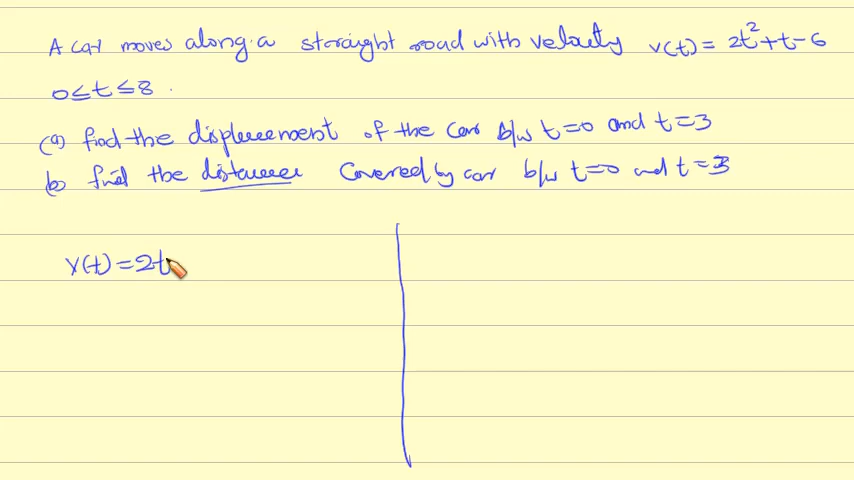 A car moves along a straight road with velocity v(t) = 2t²+t-6
0≤t≤8.
(a) find the displacement of the car b/w t=0 and t=3
(b) find the distance covered by car b/w t=0 and t=3
v(t) = 2t